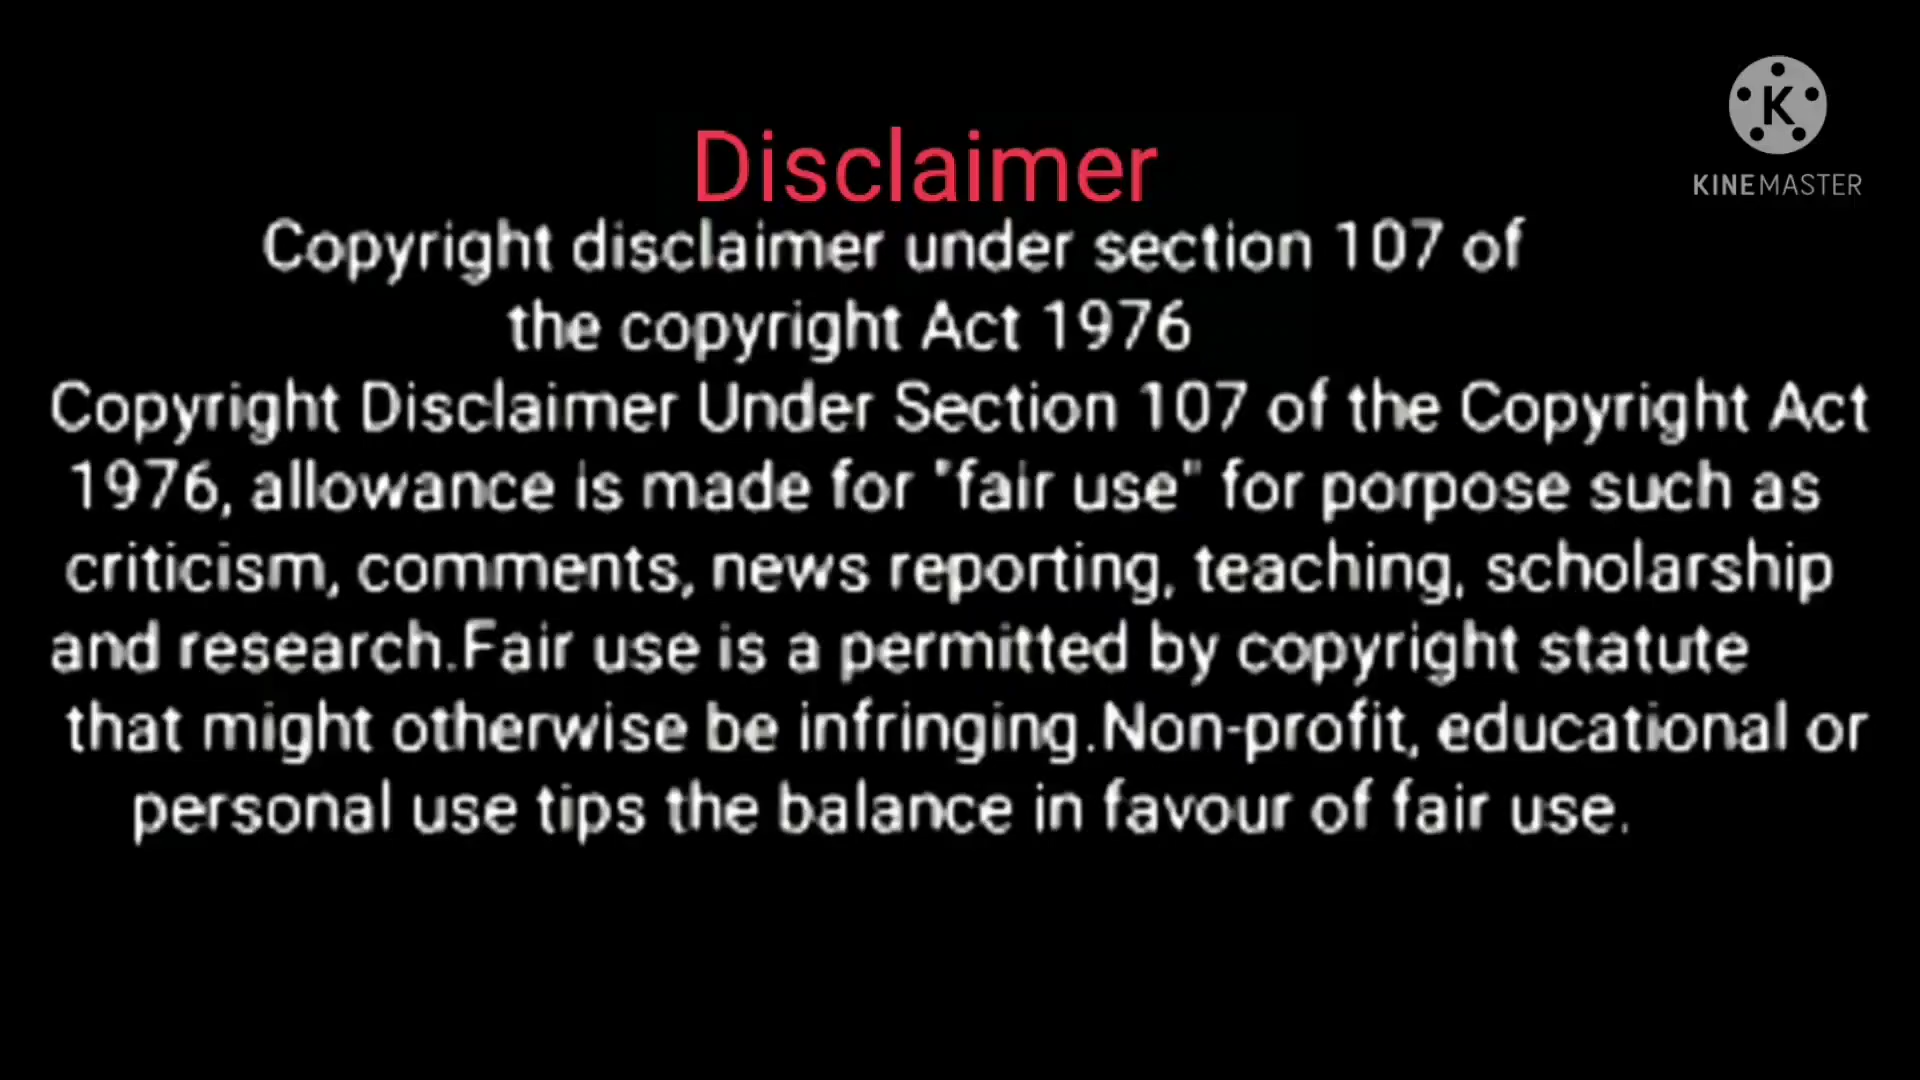 Disclaimer
K
KINEMASTER
Copyright disclaimer under section 107 of
the copyright Act 1976
Copyright Disclaimer Under Section 107 of the Copyright Act
1976, allowance is made for "fair use" for porpose such as
criticism, comments, news reporting, teaching, scholarship
and research.Fair use is a permitted by copyright statute
that might otherwise be infringing.Non-profit, educational or
personal use tips the balance in favour of fair use.